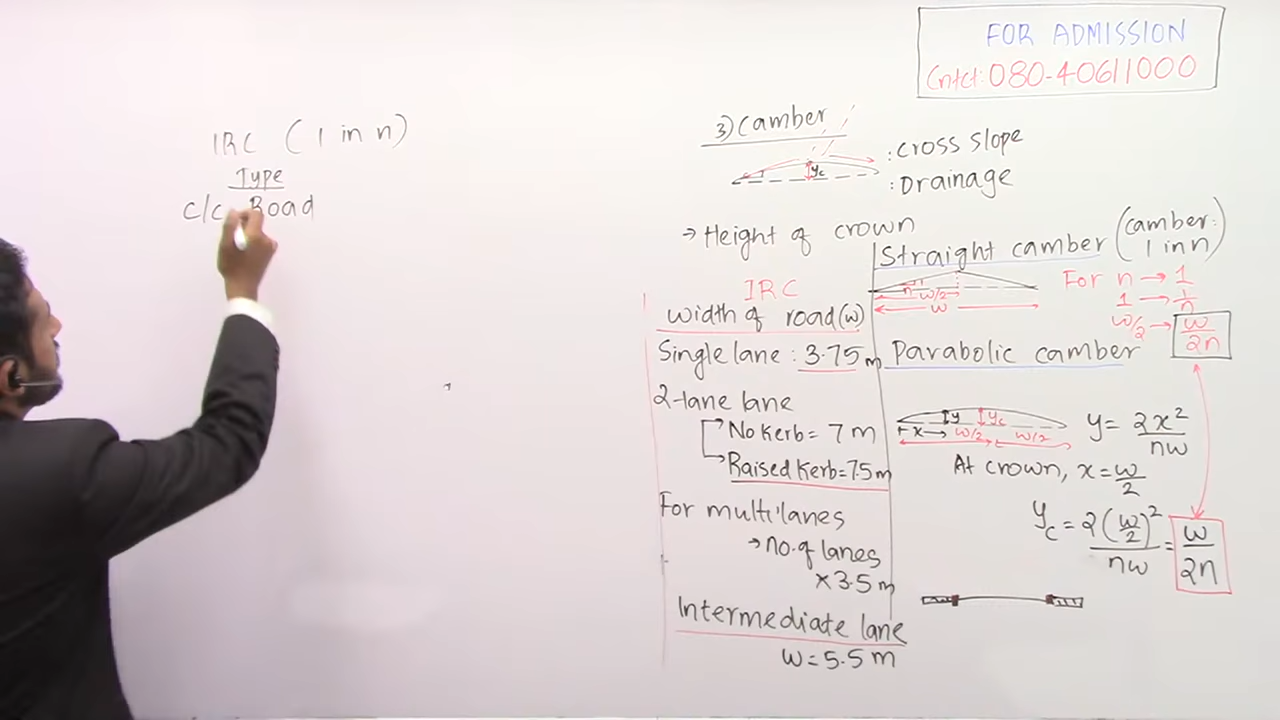 FOR ADMISSION
Cntct: 080-40611000
IRC (1 in n)
Type
C/C Road
3) Camber
yc
: Cross slope
: Drainage
→ Height of crown
IRC
width of road (w)
Single lane : 3.75 m
2-lane lane
No Kerb = 7 m
Raised Kerb = 7.5 m
For multilanes
→ no. of lanes
× 3.5 m
Intermediate lane
w = 5.5 m
Straight camber (camber: 1 in n)
n
w/2
w
For n → 1
1 → 1/n
w/2 → w/2n
Parabolic camber
x y yc
w/2 w/2
y = 2x²/nw
At crown, x = w/2
yc = 2(w/2)²/nw = w/2n